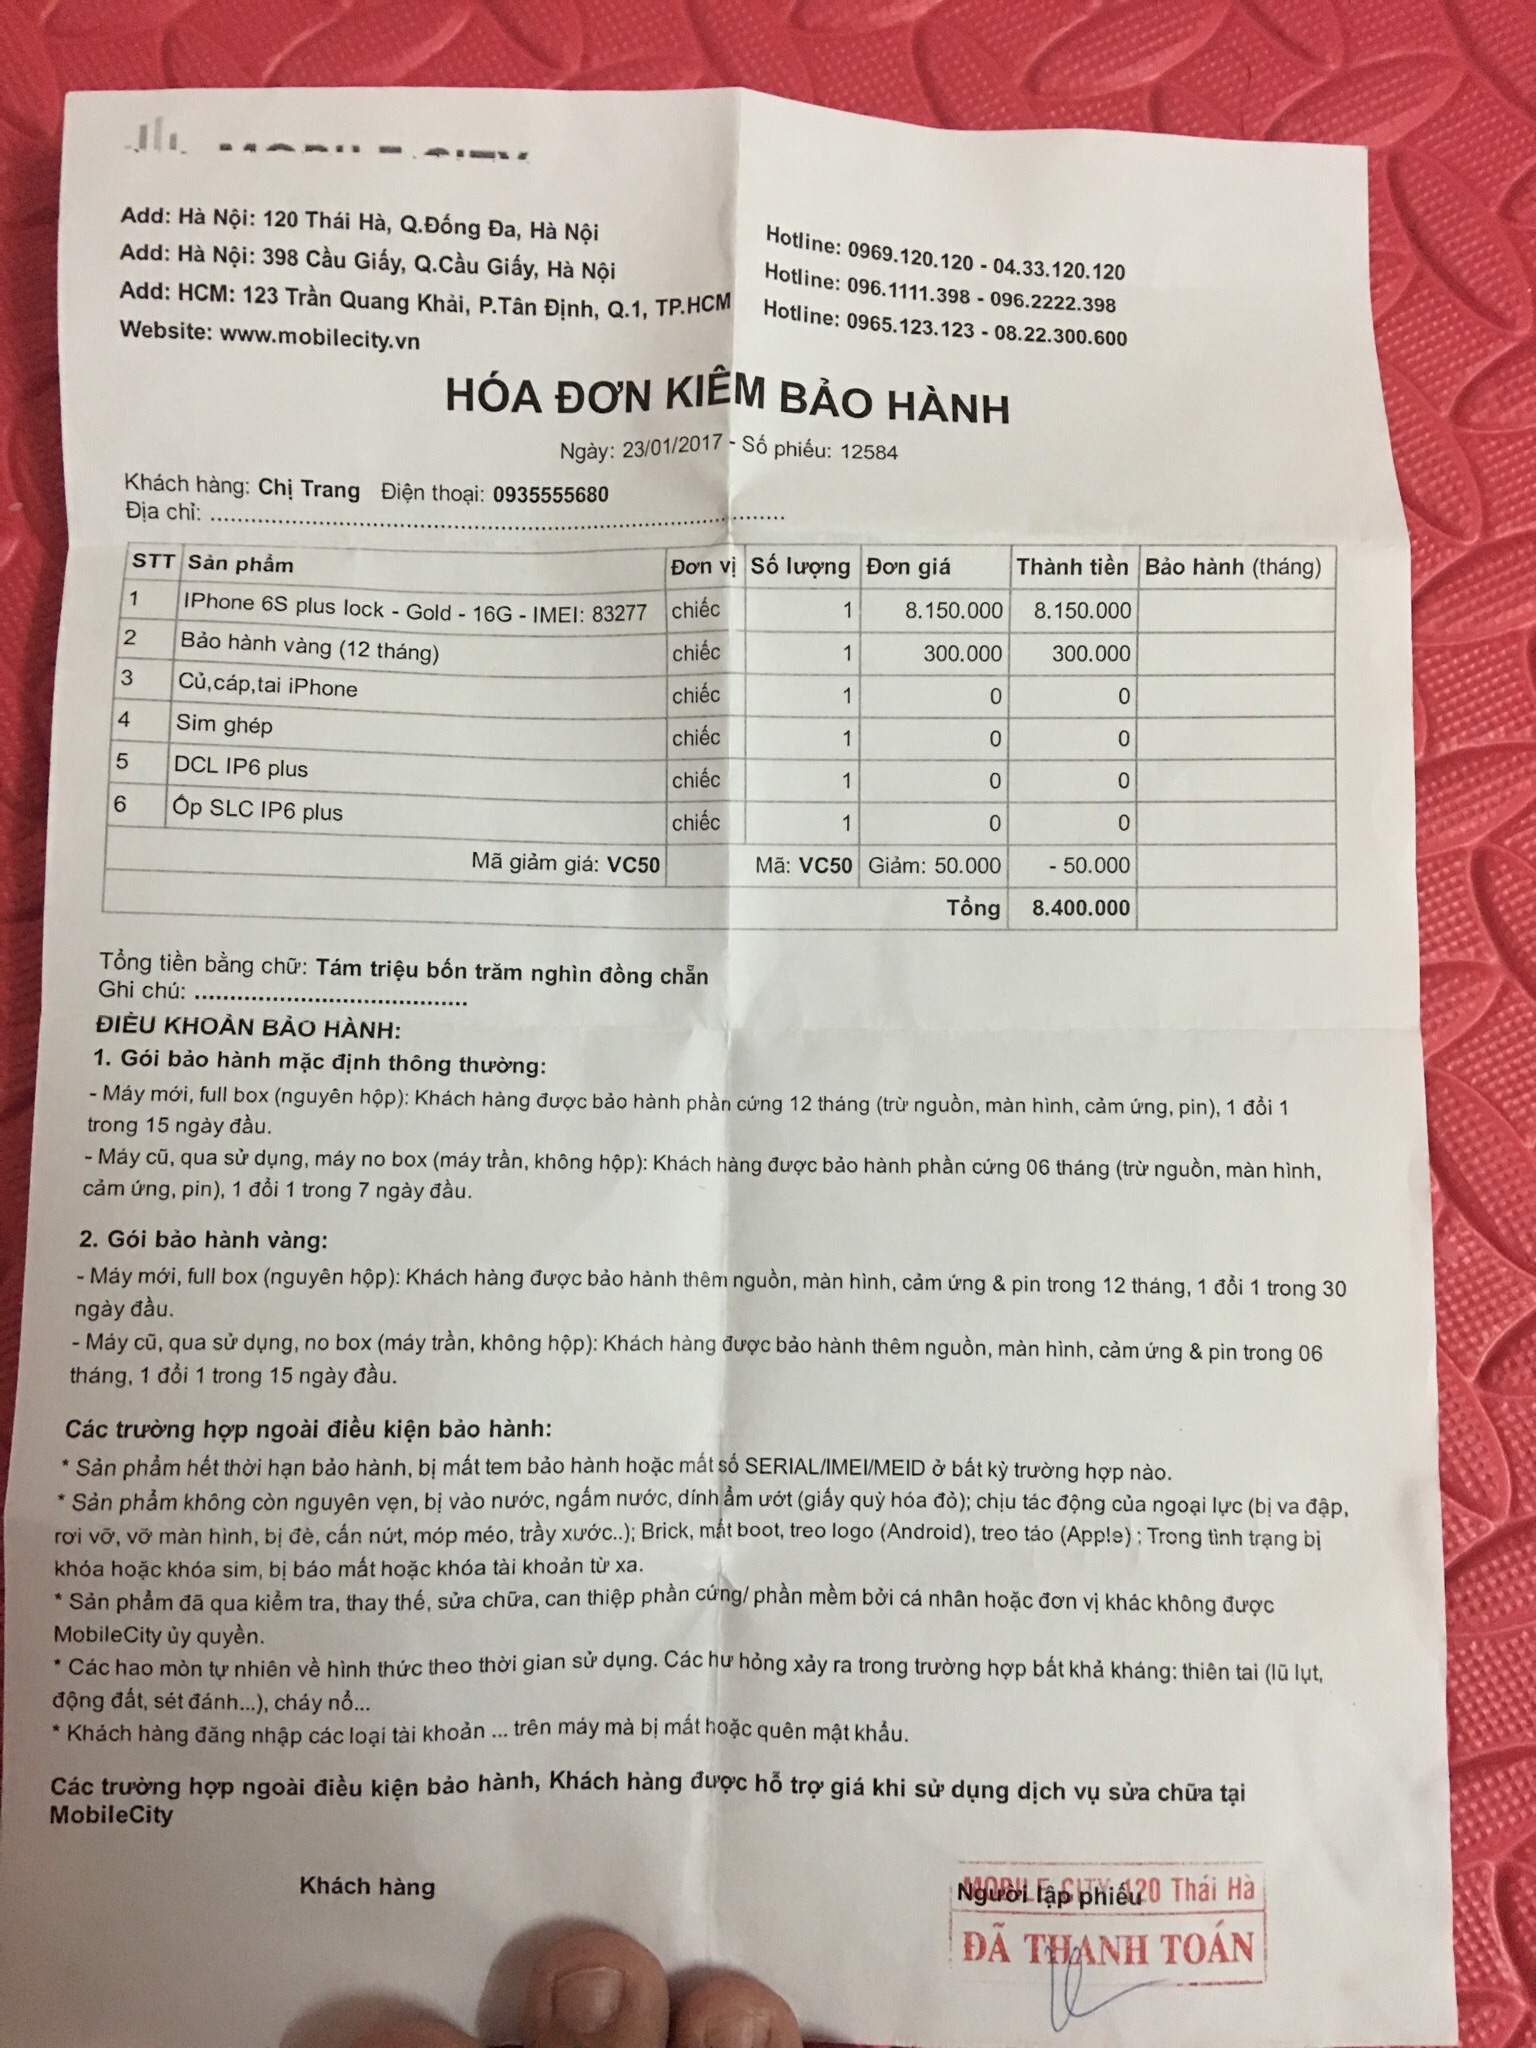 MOBILE CITY
Add: Hà Nội: 120 Thái Hà, Q.Đống Đa, Hà Nội
Hotline: 0969.120.120 - 04.33.120.120
Add: Hà Nội: 398 Cầu Giấy, Q.Cầu Giấy, Hà Nội
Hotline: 096.1111.398 - 096.2222.398
Add: HCM: 123 Trần Quang Khải, P.Tân Định, Q.1, TP.HCM
Hotline: 0965.123.123 - 08.22.300.600
Website: www.mobilecity.vn
HÓA ĐƠN KIÊM BẢO HÀNH
Ngày: 23/01/2017 - Số phiếu: 12584
Khách hàng: Chị Trang Điện thoại: 0935555680
Địa chỉ: ....................................................................................
STT Sản phẩm Đơn vị Số lượng Đơn giá Thành tiền Bảo hành (tháng)
1 IPhone 6S plus lock - Gold - 16G - IMEI: 83277 chiếc 1 8.150.000 8.150.000
2 Bảo hành vàng (12 tháng) chiếc 1 300.000 300.000
3 Củ,cáp,tai iPhone chiếc 1 0 0
4 Sim ghép chiếc 1 0 0
5 DCL IP6 plus chiếc 1 0 0
6 Ốp SLC IP6 plus chiếc 1 0 0
Mã giảm giá: VC50 Mã: VC50 Giảm: 50.000 - 50.000
Tổng 8.400.000
Tổng tiền bằng chữ: Tám triệu bốn trăm nghìn đồng chẵn
Ghi chú: .......................................
ĐIỀU KHOẢN BẢO HÀNH:
1. Gói bảo hành mặc định thông thường:
- Máy mới, full box (nguyên hộp): Khách hàng được bảo hành phần cứng 12 tháng (trừ nguồn, màn hình, cảm ứng, pin), 1 đổi 1
trong 15 ngày đầu.
- Máy cũ, qua sử dụng, máy no box (máy trần, không hộp): Khách hàng được bảo hành phần cứng 06 tháng (trừ nguồn, màn hình,
cảm ứng, pin), 1 đổi 1 trong 7 ngày đầu.
2. Gói bảo hành vàng:
- Máy mới, full box (nguyên hộp): Khách hàng được bảo hành thêm nguồn, màn hình, cảm ứng & pin trong 12 tháng, 1 đổi 1 trong 30
ngày đầu.
- Máy cũ, qua sử dụng, no box (máy trần, không hộp): Khách hàng được bảo hành thêm nguồn, màn hình, cảm ứng & pin trong 06
tháng, 1 đổi 1 trong 15 ngày đầu.
Các trường hợp ngoài điều kiện bảo hành:
* Sản phẩm hết thời hạn bảo hành, bị mất tem bảo hành hoặc mất số SERIAL/IMEI/MEID ở bất kỳ trường hợp nào.
* Sản phẩm không còn nguyên vẹn, bị vào nước, ngấm nước, dính ẩm ướt (giấy quỳ hóa đỏ); chịu tác động của ngoại lực (bị va đập,
rơi vỡ, vỡ màn hình, bị đè, cấn nứt, móp méo, trầy xước..); Brick, mất boot, treo logo (Android), treo táo (App!e) ; Trong tình trạng bị
khóa hoặc khóa sim, bị báo mất hoặc khóa tài khoản từ xa.
* Sản phẩm đã qua kiểm tra, thay thế, sửa chữa, can thiệp phần cứng/ phần mềm bởi cá nhân hoặc đơn vị khác không được
MobileCity ủy quyền.
* Các hao mòn tự nhiên về hình thức theo thời gian sử dụng. Các hư hỏng xảy ra trong trường hợp bất khả kháng: thiên tai (lũ lụt,
động đất, sét đánh...), cháy nổ...
* Khách hàng đăng nhập các loại tài khoản ... trên máy mà bị mất hoặc quên mật khẩu.
Các trường hợp ngoài điều kiện bảo hành, Khách hàng được hỗ trợ giá khi sử dụng dịch vụ sửa chữa tại
MobileCity
Khách hàng
Người lập phiếu
MOBILE CITY 120 Thái Hà
ĐÃ THANH TOÁN